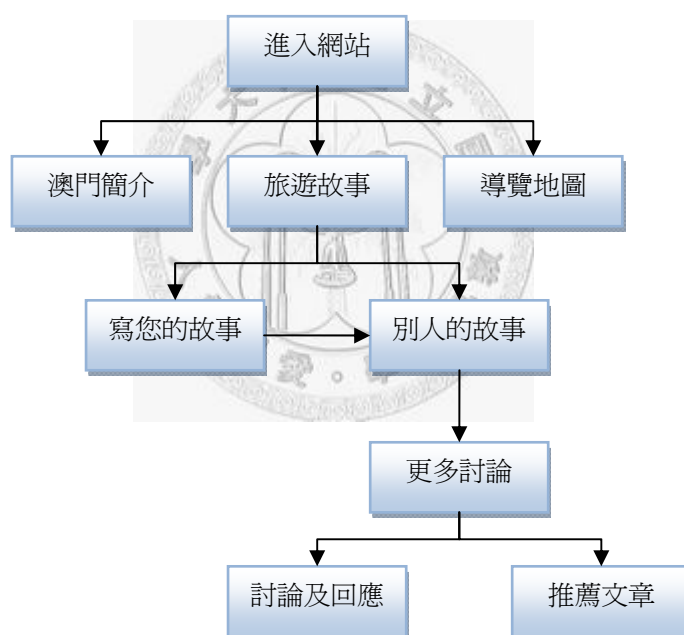 進入網站
澳門簡介
旅遊故事
導覽地圖
寫您的故事
別人的故事
更多討論
討論及回應
推薦文章